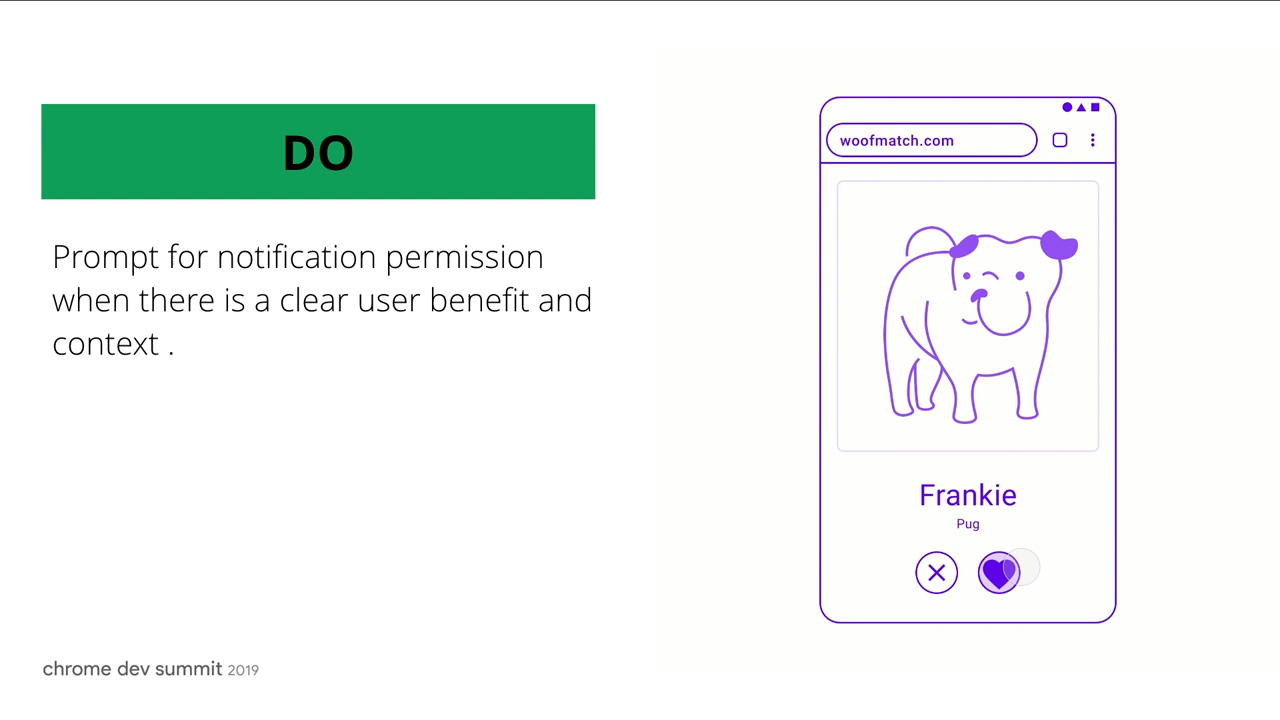 DO
Prompt for notification permission
when there is a clear user benefit and
context .
woofmatch.com
Frankie
Pug
chrome dev summit 2019